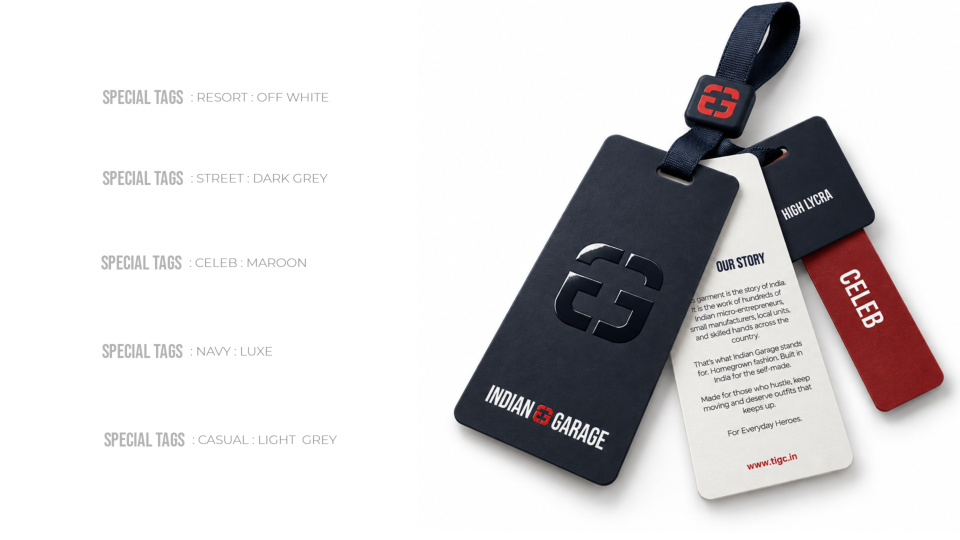 SPECIAL TAGS : RESORT : OFF WHITE
SPECIAL TAGS : STREET : DARK GREY
SPECIAL TAGS : CELEB : MAROON
SPECIAL TAGS : NAVY : LUXE
SPECIAL TAGS : CASUAL : LIGHT GREY
INDIAN GARAGE
OUR STORY
garment is the story of India.
It is the work of hundreds of
Indian micro-entrepreneurs,
small manufacturers, local units,
and skilled hands across the
country.
That's what Indian Garage stands
for. Homegrown fashion. Built in
India for the self-made.
Made for those who hustle, keep
moving and deserve outfits that
keeps up.
For Everyday Heroes.
www.tigc.in
HIGH LYCRA
CELEB